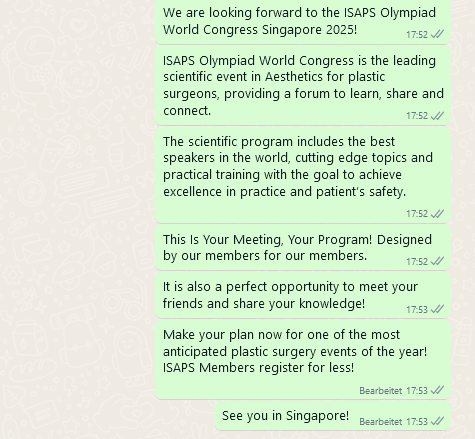 We are looking forward to the ISAPS Olympiad
World Congress Singapore 2025!
17:52
ISAPS Olympiad World Congress is the leading
scientific event in Aesthetics for plastic
surgeons, providing a forum to learn, share and
connect.
17:52
The scientific program includes the best
speakers in the world, cutting edge topics and
practical training with the goal to achieve
excellence in practice and patient's safety.
17:52
This Is Your Meeting, Your Program! Designed
by our members for our members.
17:52
It is also a perfect opportunity to meet your
friends and share your knowledge!
17:53
Make your plan now for one of the most
anticipated plastic surgery events of the year!
ISAPS Members register for less!
Bearbeitet 17:53
See you in Singapore!
Bearbeitet 17:53